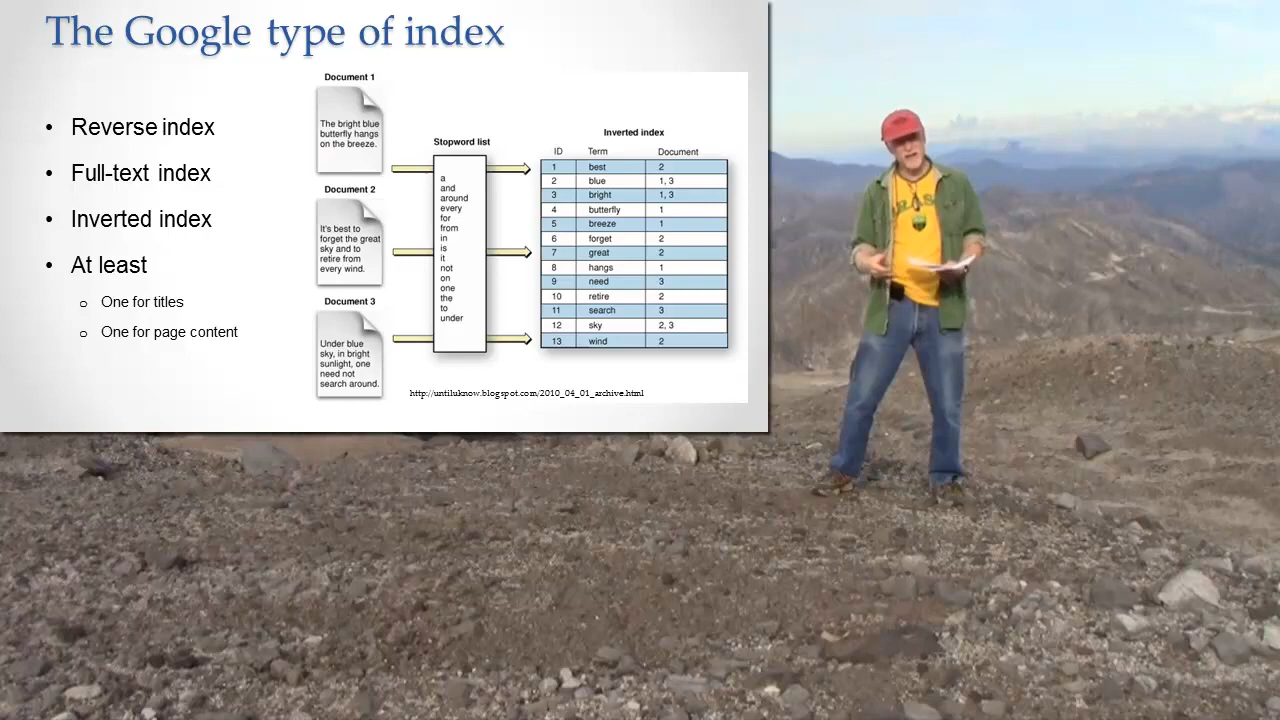 The Google type of index
• Reverse index
• Full-text index
• Inverted index
• At least
o One for titles
o One for page content
Document 1
The bright blue
butterfly hangs
on the breeze.
Document 2
It's best to
forget the great
sky and to
retire from
every wind.
Document 3
Under blue
sky, in bright
sunlight, one
need not
search around.
Stopword list
a
and
around
every
for
from
in
is
it
not
on
one
the
to
under
Inverted index
ID Term Document
1 best 2
2 blue 1, 3
3 bright 1, 3
4 butterfly 1
5 breeze 1
6 forget 2
7 great 2
8 hangs 1
9 need 3
10 retire 2
11 search 3
12 sky 2, 3
13 wind 2
http://untiluknow.blogspot.com/2010_04_01_archive.html